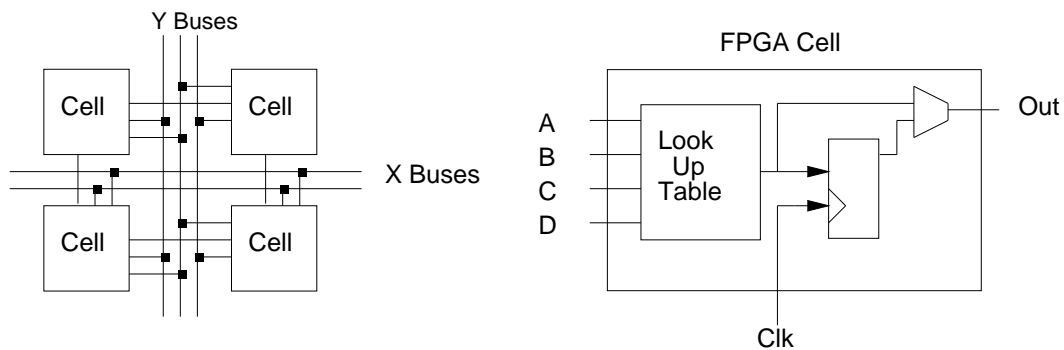 Y Buses
Cell
Cell
X Buses
Cell
Cell
FPGA Cell
A
B
C
D
Look
Up
Table
Out
Clk